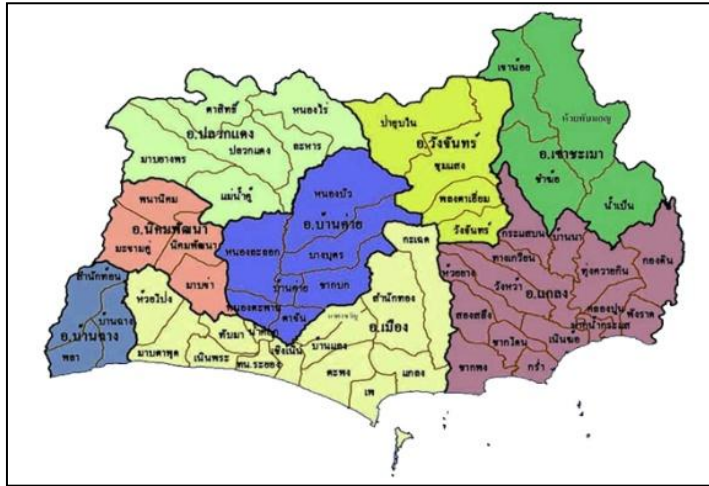 เขาน้อย
ห้วยทับมอญ
อ.เขาชะเมา
ชำฆ้อ
น้ำเป็น
ตาสิทธิ์
หนองไร่
อ.ปลวกแดง
ปลวกแดง
ละหาร
มาบยางพร
แม่น้ำคู้
ป่ายุบใน
อ.วังจันทร์
ชุมแสง
พลงตาเอี่ยม
วังจันทร์
พนานิคม
อ.นิคมพัฒนา
มะขามคู่
นิคมพัฒนา
มาบข่า
หนองบัว
อ.บ้านค่าย
หนองละลอก
บางบุตร
บ้านค่าย
ชากบก
หนองตะพาน
ตาขัน
สำนักท้อน
บ้านฉาง
อ.บ้านฉาง
พลา
ห้วยโป่ง
มาบตาพุด
ทับมา
เนินพระ
ทน.ระยอง
เชิงเนิน
บ้านแลง
กะเฉด
สำนักทอง
อ.เมือง
ตะพง
เพ
แกลง
กระแสบน
บ้านนา
ทางเกวียน
ห้วยยาง
วังหว้า
อ.แกลง
ทุ่งควายกิน
กองดิน
สองสลึง
คลองปูน
พังราด
ปากน้ำกระแส
ชากโดน
เนินฆ้อ
ชากพง
กร่ำ